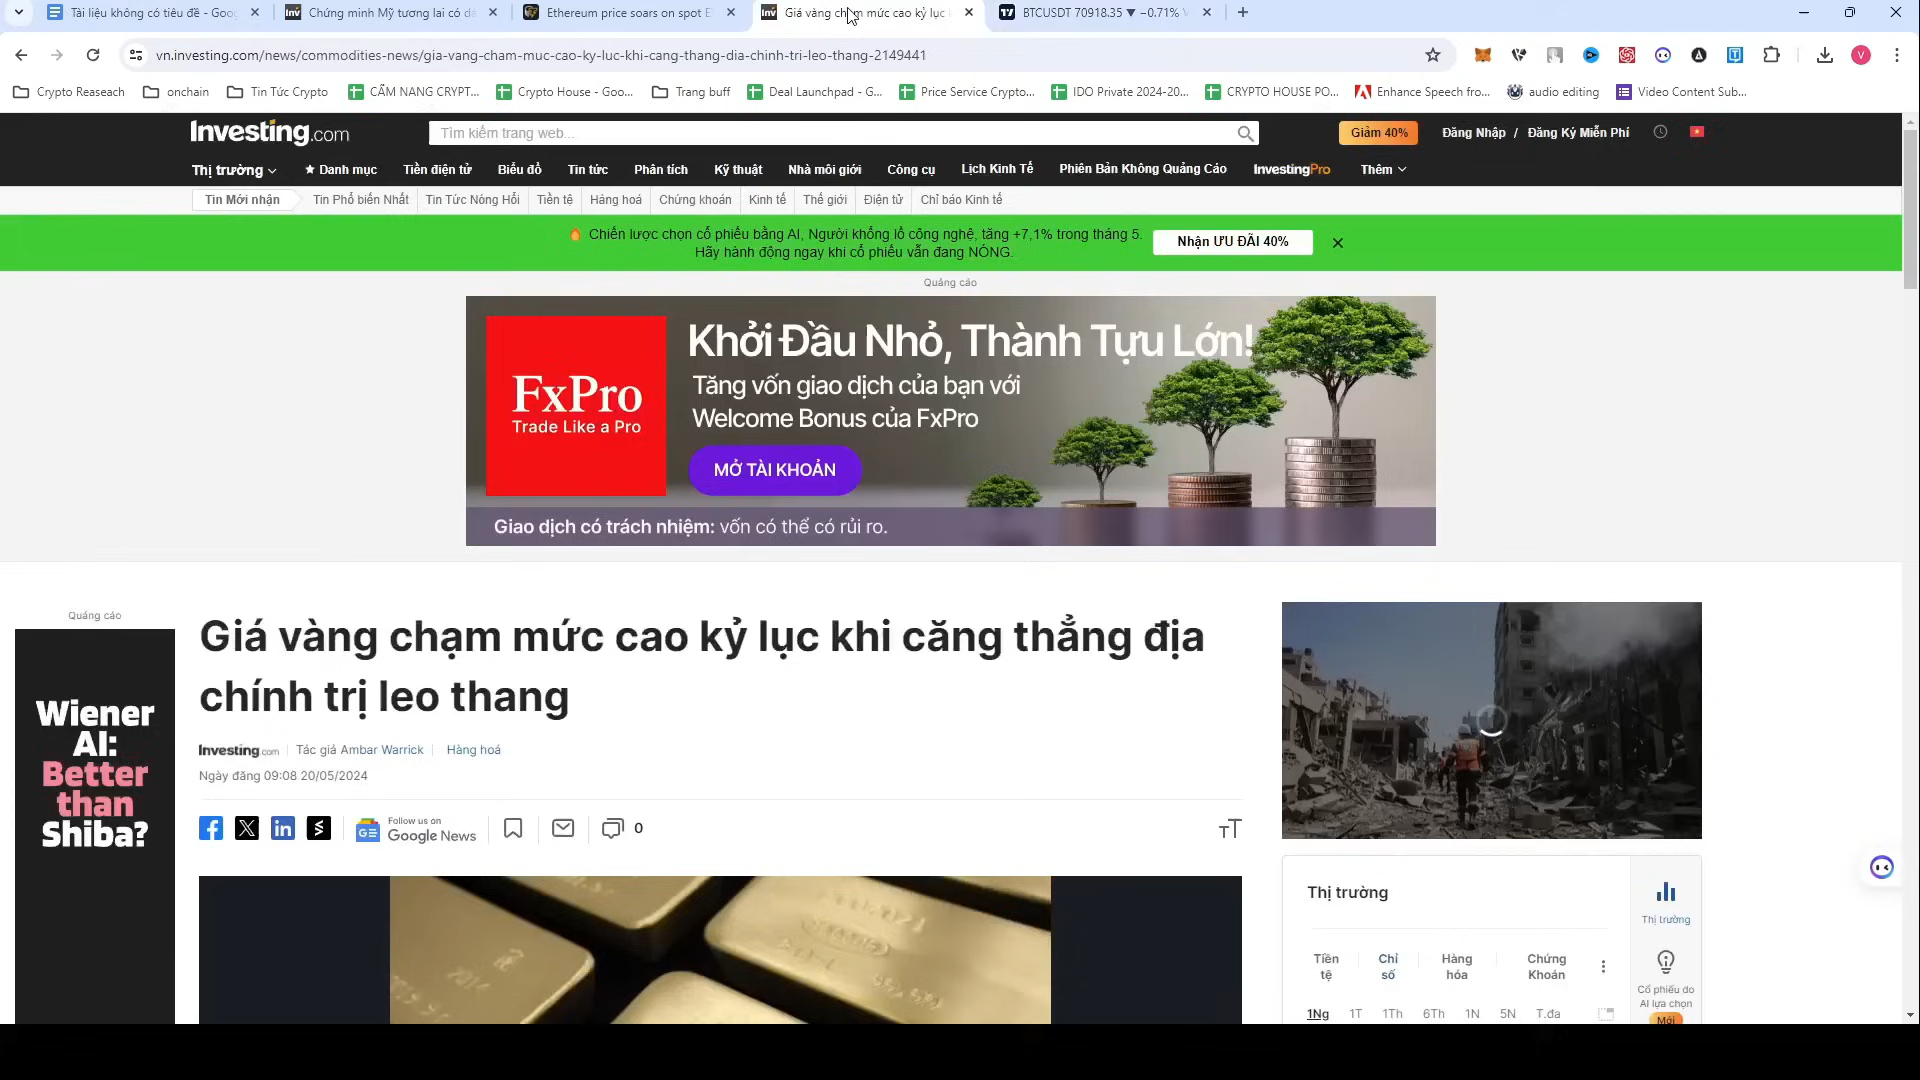 Tài liệu không có tiêu đề - Goog
Chứng minh Mỹ tương lai có d
Ethereum price soars on spot E
Giá vàng chạm mức cao kỷ lục
BTCUSDT 70918.35 ▼ −0.71%
vn.investing.com/news/commodities-news/gia-vang-cham-muc-cao-ky-luc-khi-cang-thang-dia-chinh-tri-leo-thang-2149441
V
Crypto Reaseach
onchain
Tin Tức Crypto
CẨM NANG CRYPT...
Crypto House - Goo...
Trang buff
Deal Launchpad - G...
Price Service Crypto...
IDO Private 2024-20...
CRYPTO HOUSE PO...
Enhance Speech fro...
audio editing
Video Content Sub...
Investing.com
Tìm kiếm trang web...
Giảm 40%
Đăng Nhập / Đăng Ký Miễn Phí
Thị trường
★ Danh mục
Tiền điện tử
Biểu đồ
Tin tức
Phân tích
Kỹ thuật
Nhà môi giới
Công cụ
Lịch Kinh Tế
Phiên Bản Không Quảng Cáo
InvestingPro
Thêm
Tin Mới nhận
Tin Phổ biến Nhất
Tin Tức Nóng Hổi
Tiền tệ
Hàng hoá
Chứng khoán
Kinh tế
Thế giới
Điện tử
Chỉ báo Kinh tế
Chiến lược chọn cổ phiếu bằng AI, Người khổng lồ công nghệ, tăng +7,1% trong tháng 5.
Hãy hành động ngay khi cổ phiếu vẫn đang NÓNG.
Nhận ƯU ĐÃI 40%
Quảng cáo
FxPro
Trade Like a Pro
Khởi Đầu Nhỏ, Thành Tựu Lớn!
Tăng vốn giao dịch của bạn với
Welcome Bonus của FxPro
MỞ TÀI KHOẢN
Giao dịch có trách nhiệm: vốn có thể có rủi ro.
Quảng cáo
Wiener
AI:
Better
than
Shiba?
Giá vàng chạm mức cao kỷ lục khi căng thẳng địa
chính trị leo thang
Investing.com
Tác giả Ambar Warrick
Hàng hoá
Ngày đăng 09:08 20/05/2024
Follow us on
Google News
0
Thị trường
Tiền tệ
Chỉ số
Hàng hóa
Chứng Khoán
1Ng
1T
1Th
6Th
1N
5N
T.đa
Thị trường
Cổ phiếu do
AI lựa chọn
Mới